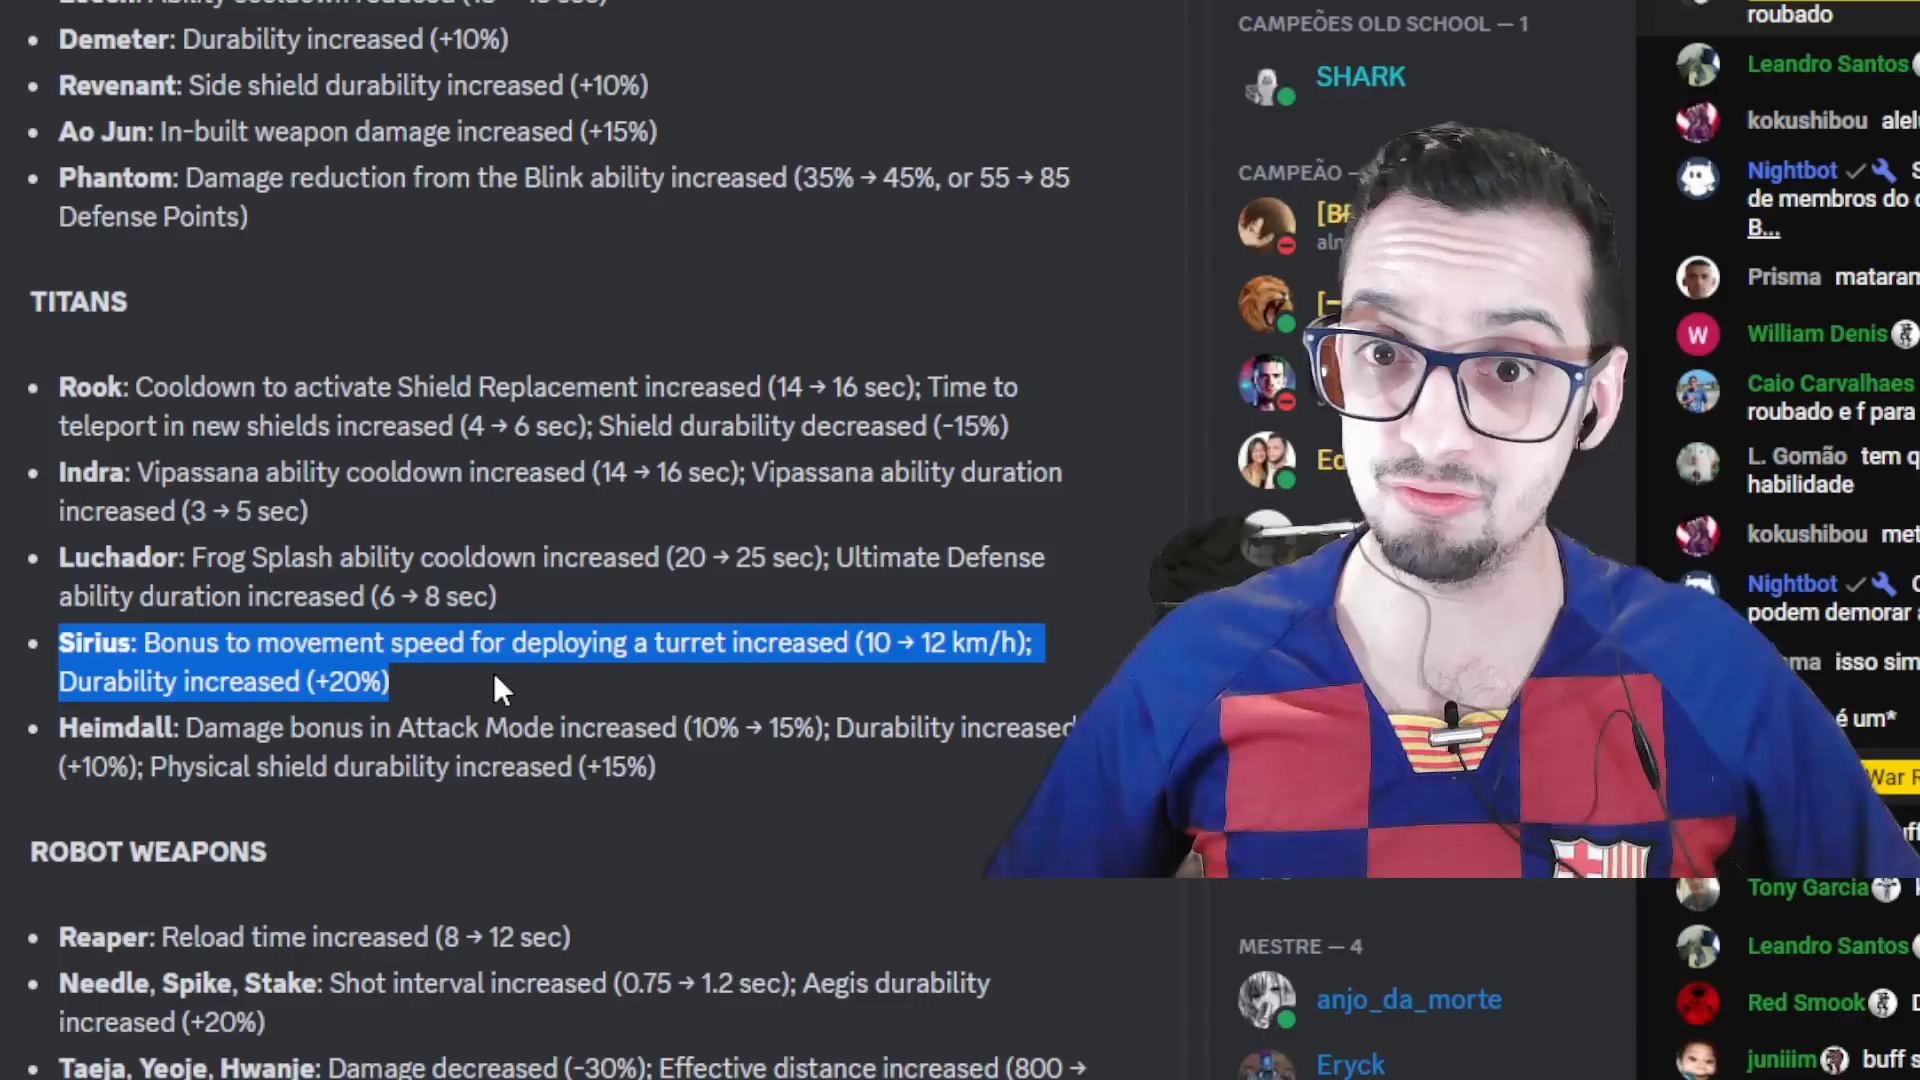 Demeter: Durability increased (+10%)
Revenant: Side shield durability increased (+10%)
Ao Jun: In-built weapon damage increased (+15%)
Phantom: Damage reduction from the Blink ability increased (35% → 45%, or 55 → 85
Defense Points)
TITANS
Rook: Cooldown to activate Shield Replacement increased (14 → 16 sec); Time to
teleport in new shields increased (4 → 6 sec); Shield durability decreased (-15%)
Indra: Vipassana ability cooldown increased (14 → 16 sec); Vipassana ability duration
increased (3 → 5 sec)
Luchador: Frog Splash ability cooldown increased (20 → 25 sec); Ultimate Defense
ability duration increased (6 → 8 sec)
Sirius: Bonus to movement speed for deploying a turret increased (10 → 12 km/h);
Durability increased (+20%)
Heimdall: Damage bonus in Attack Mode increased (10% → 15%); Durability increased
(+10%); Physical shield durability increased (+15%)
ROBOT WEAPONS
Reaper: Reload time increased (8 → 12 sec)
Needle, Spike, Stake: Shot interval increased (0.75 → 1.2 sec); Aegis durability
increased (+20%)
Taeja, Yeoje, Hwanje: Damage decreased (-30%); Effective distance increased (800 →
CAMPEÕES OLD SCHOOL — 1
SHARK
CAMPEÃO —
MESTRE — 4
anjo_da_morte
Eryck
roubado
Leandro Santos
kokushibou
Nightbot
de membros do
B...
Prisma
W
William Denis
Caio Carvalhaes
roubado e f para
L. Gomão tem
habilidade
kokushibou
Nightbot
podem demorar
isso sim
é um*
War
Tony Garcia
Leandro Santos
Red Smook
juniiim buff